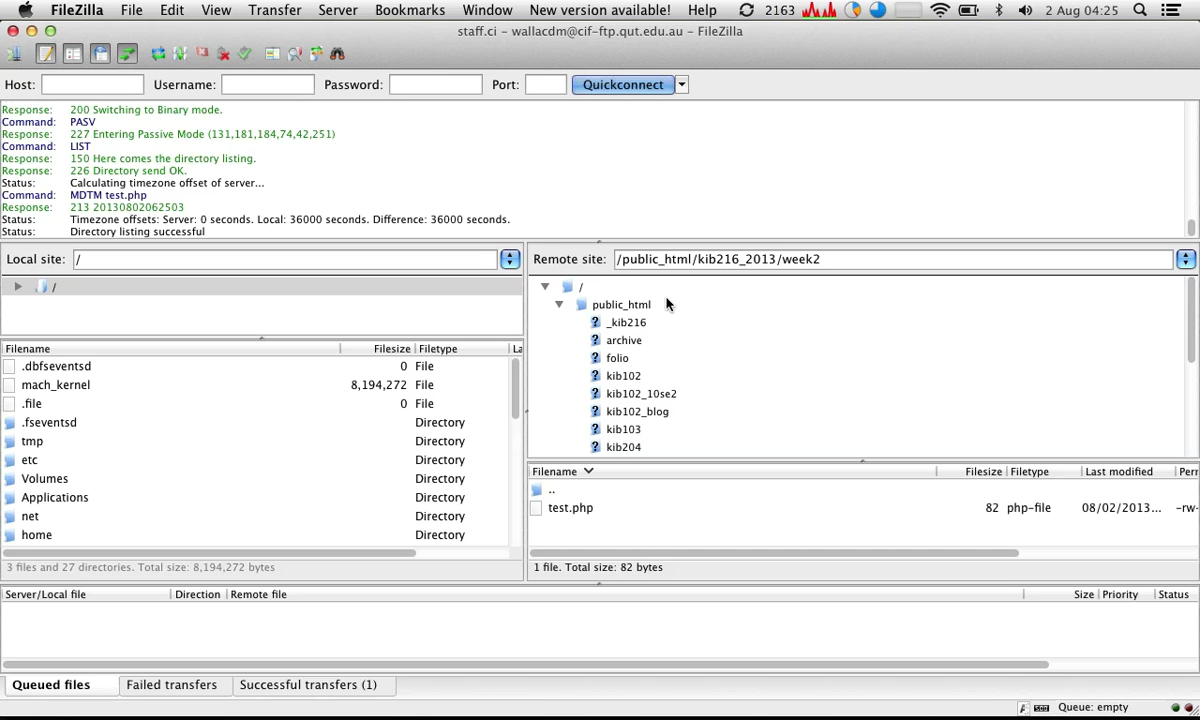 FileZilla File Edit View Transfer Server Bookmarks Window New version available! Help 2163 2 Aug 04:25
staff.ci – wallacdm@cif-ftp.qut.edu.au – FileZilla
Host: Username: Password: Port: Quickconnect
Response: 200 Switching to Binary mode.
Command: PASV
Response: 227 Entering Passive Mode (131,181,184,74,42,251)
Command: LIST
Response: 150 Here comes the directory listing.
Response: 226 Directory send OK.
Status: Calculating timezone offset of server...
Command: MDTM test.php
Response: 213 20130802062503
Status: Timezone offsets: Server: 0 seconds. Local: 36000 seconds. Difference: 36000 seconds.
Status: Directory listing successful
Local site: /
/
Filename Filesize Filetype La
.dbfseventsd 0 File
mach_kernel 8,194,272 File
.file 0 File
.fseventsd Directory
tmp Directory
etc Directory
Volumes Directory
Applications Directory
net Directory
home Directory
3 files and 27 directories. Total size: 8,194,272 bytes
Remote site: /public_html/kib216_2013/week2
/
public_html
? _kib216
? archive
? folio
? kib102
? kib102_10se2
? kib102_blog
? kib103
? kib204
Filename Filesize Filetype Last modified Perr
..
test.php 82 php-file 08/02/2013... -rw-
1 file. Total size: 82 bytes
Server/Local file Direction Remote file Size Priority Status
Queued files Failed transfers Successful transfers (1)
Queue: empty